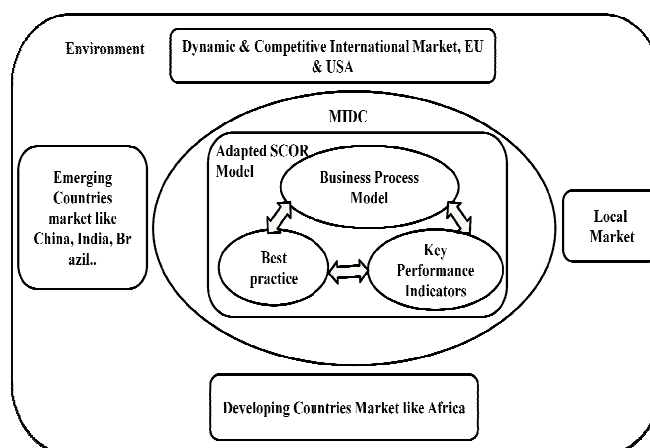 Environment
Dynamic & Competitive International Market, EU
& USA
MIDC
Adapted SCOR
Model
Business Process
Model
Emerging
Countries
market like
China, India, Br
azil..
Local
Market
Best
practice
Key
Performance
Indicators
Developing Countries Market like Africa